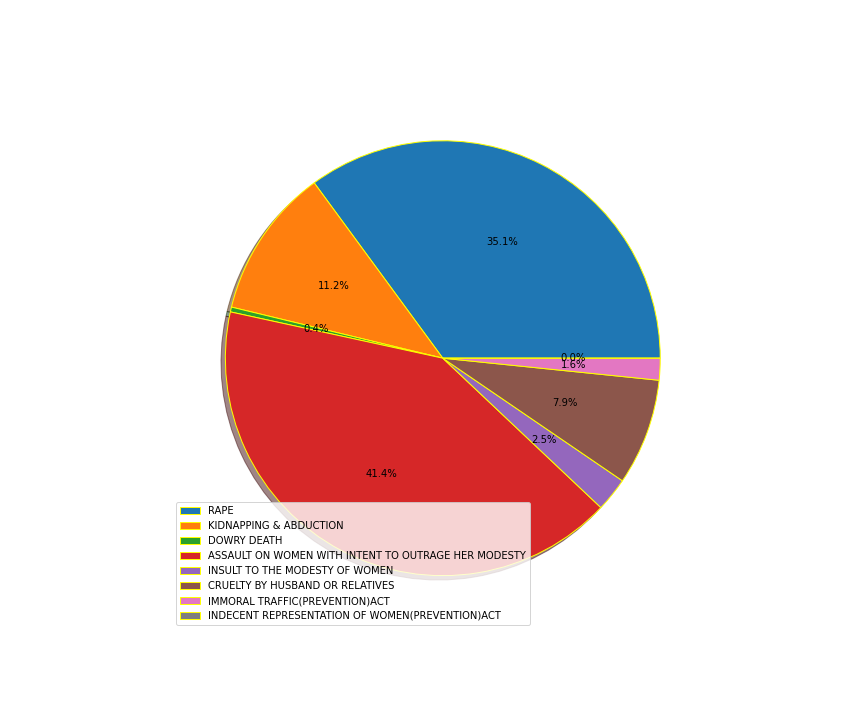 35.1%
11.2%
0.4%
0.0%
1.6%
7.9%
2.5%
41.4%
RAPE
KIDNAPPING & ABDUCTION
DOWRY DEATH
ASSAULT ON WOMEN WITH INTENT TO OUTRAGE HER MODESTY
INSULT TO THE MODESTY OF WOMEN
CRUELTY BY HUSBAND OR RELATIVES
IMMORAL TRAFFIC(PREVENTION)ACT
INDECENT REPRESENTATION OF WOMEN(PREVENTION)ACT